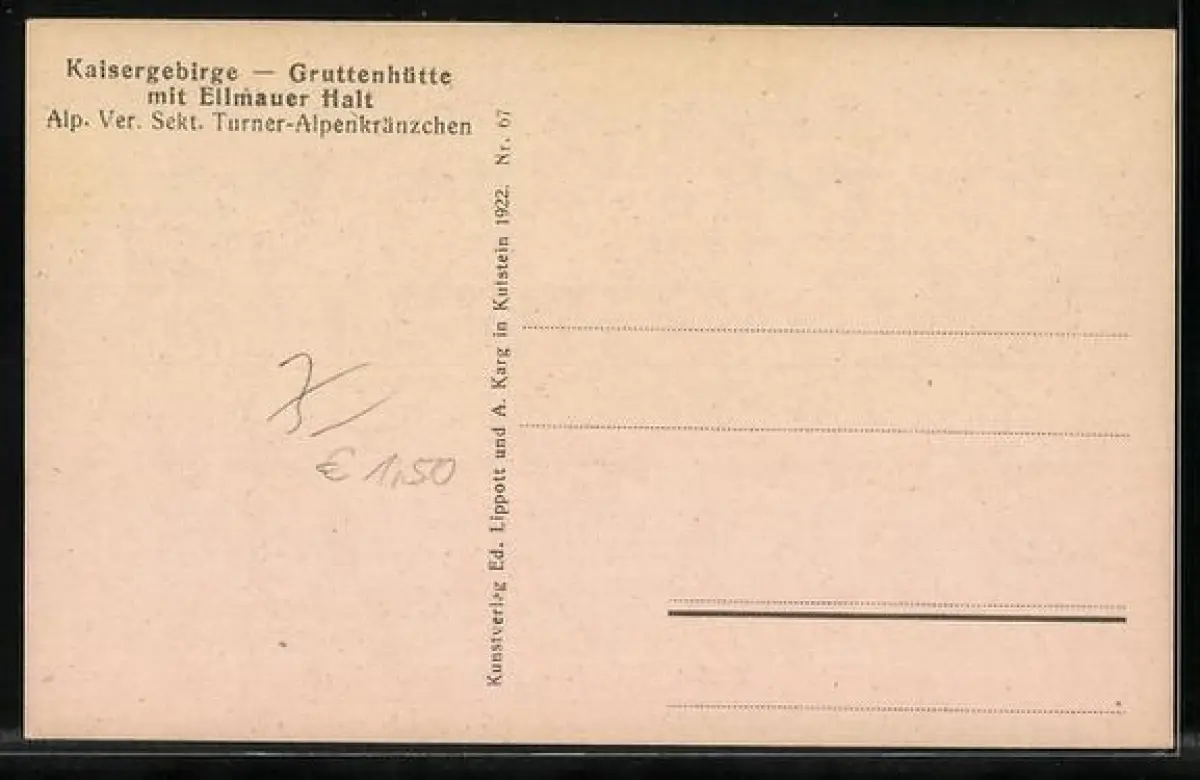 Kaisergebirge — Gruttenhütte
mit Ellmauer Halt
Alp. Ver. Sekt. Turner-Alpenkränzchen
Kunstverlag Ed. Lippott und A. Karg in Kufstein 1922. Nr. 67
€ 1,50